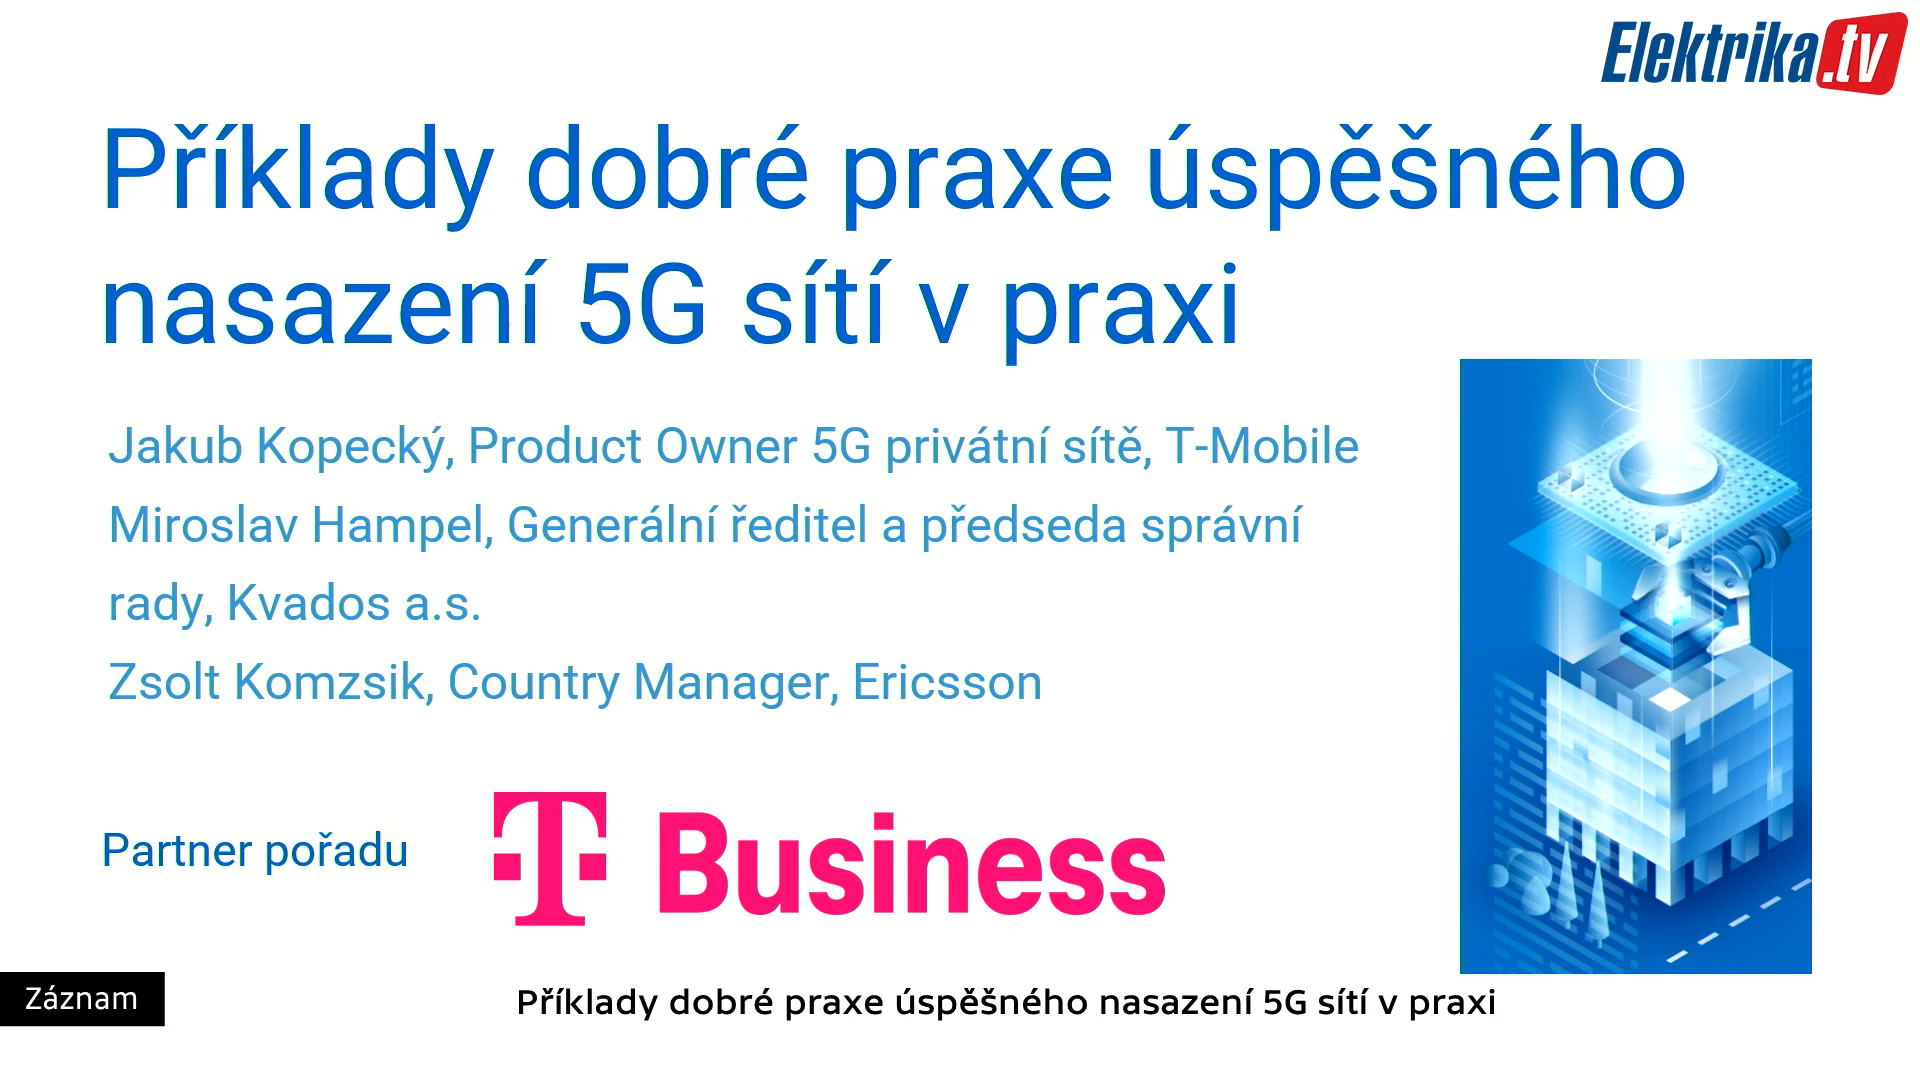 Elektrika.tv
Příklady dobré praxe úspěšného
nasazení 5G sítí v praxi
Jakub Kopecký, Product Owner 5G privátní sítě, T-Mobile
Miroslav Hampel, Generální ředitel a předseda správní
rady, Kvados a.s.
Zsolt Komzsik, Country Manager, Ericsson
Partner pořadu
T Business
Záznam
Příklady dobré praxe úspěšného nasazení 5G sítí v praxi